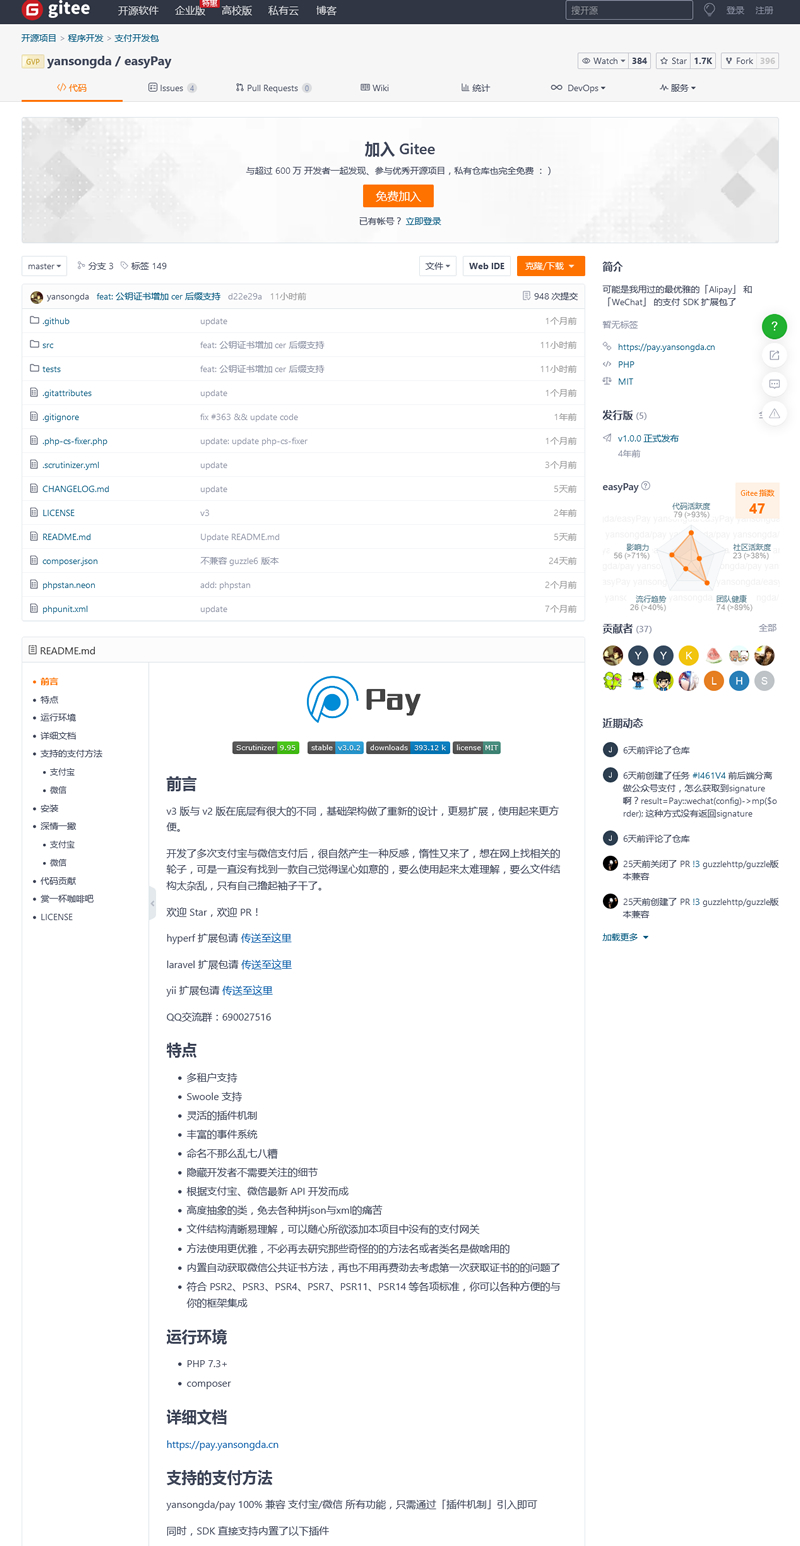 gitee
开源软件 企业版 特惠 高校版 私有云 博客
搜开源
登录 注册
开源项目 > 程序开发 > 支付开发包
GVP yansongda / easyPay
Watch 384 Star 1.7K Fork 396
代码 Issues 4 Pull Requests 0 Wiki 统计 DevOps 服务
加入 Gitee
与超过 600 万 开发者一起发现、参与优秀开源项目，私有仓库也完全免费 ：）
免费加入
已有帐号？ 立即登录
master 分支 3 标签 149
文件 Web IDE 克隆/下载
yansongda feat: 公钥证书增加 cer 后缀支持 d22e29a 11小时前 948 次提交
.github update 1个月前
src feat: 公钥证书增加 cer 后缀支持 11小时前
tests feat: 公钥证书增加 cer 后缀支持 11小时前
.gitattributes update 1个月前
.gitignore fix #363 && update code 1年前
.php-cs-fixer.php update: update php-cs-fixer 1个月前
.scrutinizer.yml update 3个月前
CHANGELOG.md update 5天前
LICENSE v3 2年前
README.md Update README.md 5天前
composer.json 不兼容 guzzle6 版本 24天前
phpstan.neon add: phpstan 2个月前
phpunit.xml update 7个月前
README.md
前言
特点
运行环境
详细文档
支持的支付方法
支付宝
微信
安装
深情一撇
支付宝
微信
代码贡献
赏一杯咖啡吧
LICENSE
Pay
Scrutinizer 9.95 stable v3.0.2 downloads 393.12 k license MIT
前言
v3 版与 v2 版在底层有很大的不同，基础架构做了重新的设计，更易扩展，使用起来更方
便。
开发了多次支付宝与微信支付后，很自然产生一种反感，惰性又来了，想在网上找相关的
轮子，可是一直没有找到一款自己觉得逞心如意的，要么使用起来太难理解，要么文件结
构太杂乱，只有自己撸起袖子干了。
欢迎 Star，欢迎 PR！
hyperf 扩展包请 传送至这里
laravel 扩展包请 传送至这里
yii 扩展包请 传送至这里
QQ交流群：690027516
特点
多租户支持
Swoole 支持
灵活的插件机制
丰富的事件系统
命名不那么乱七八糟
隐藏开发者不需要关注的细节
根据支付宝、微信最新 API 开发而成
高度抽象的类，免去各种拼json与xml的痛苦
文件结构清晰易理解，可以随心所欲添加本项目中没有的支付网关
方法使用更优雅，不必再去研究那些奇怪的的方法名或者类名是做啥用的
内置自动获取微信公共证书方法，再也不用再费劲去考虑第一次获取证书的的问题了
符合 PSR2、PSR3、PSR4、PSR7、PSR11、PSR14 等各项标准，你可以各种方便的与
你的框架集成
运行环境
PHP 7.3+
composer
详细文档
https://pay.yansongda.cn
支持的支付方法
yansongda/pay 100% 兼容 支付宝/微信 所有功能，只需通过「插件机制」引入即可
同时，SDK 直接支持内置了以下插件
简介
可能是我用过的最优雅的「Alipay」 和
「WeChat」 的支付 SDK 扩展包了
暂无标签
https://pay.yansongda.cn
PHP
MIT
发行版 (5)
v1.0.0 正式发布
4年前
easyPay
Gitee 指数
47
代码活跃度
79 (>93%)
影响力
56 (>71%)
社区活跃度
23 (>38%)
流行趋势
26 (>40%)
团队健康
74 (>89%)
贡献者 (37) 全部
Y Y K
L H S
近期动态
J 6天前评论了仓库
J 6天前创建了任务 #I461V4 前后端分离
做公众号支付，怎么获取到signature
啊？result=Pay::wechat(config)->mp($o
rder); 这种方式没有返回signature
J 6天前评论了仓库
25天前关闭了 PR !3 guzzlehttp/guzzle版
本兼容
25天前创建了 PR !3 guzzlehttp/guzzle版
本兼容
加载更多